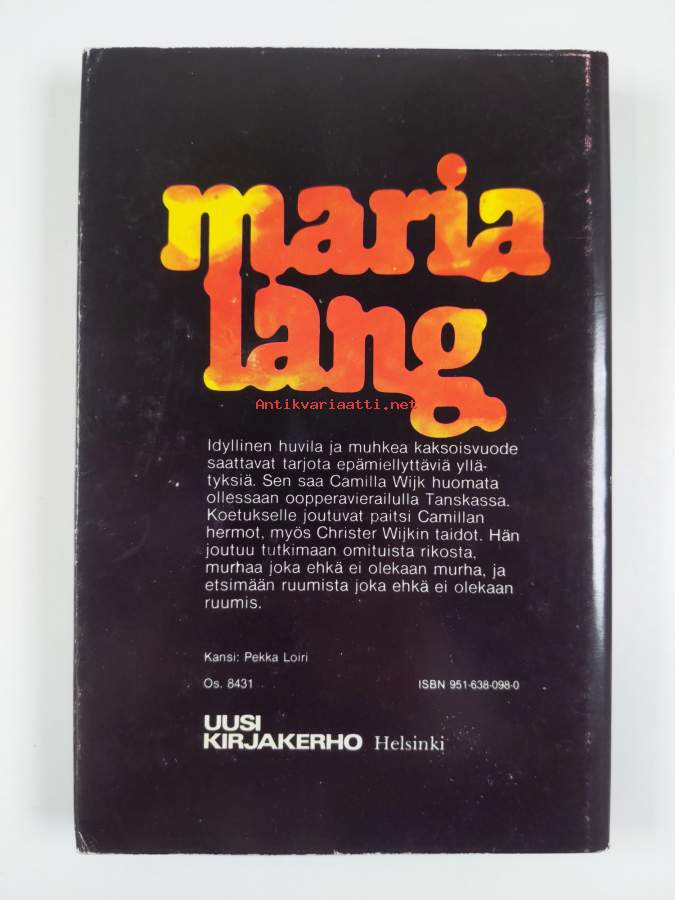 maria
lang
Antikvariaatti.net
Idyllinen huvila ja muhkea kaksoisvuode
saattavat tarjota epämiellyttäviä yllä-
tyksiä. Sen saa Camilla Wijk huomata
ollessaan oopperavierailulla Tanskassa.
Koetukselle joutuvat paitsi Camillan
hermot, myös Christer Wijkin taidot. Hän
joutuu tutkimaan omituista rikosta,
murhaa joka ehkä ei olekaan murha, ja
etsimään ruumista joka ehkä ei olekaan
ruumis.
Kansi: Pekka Loiri
Os. 8431 ISBN 951-638-098-0
UUSI
KIRJAKERHO Helsinki